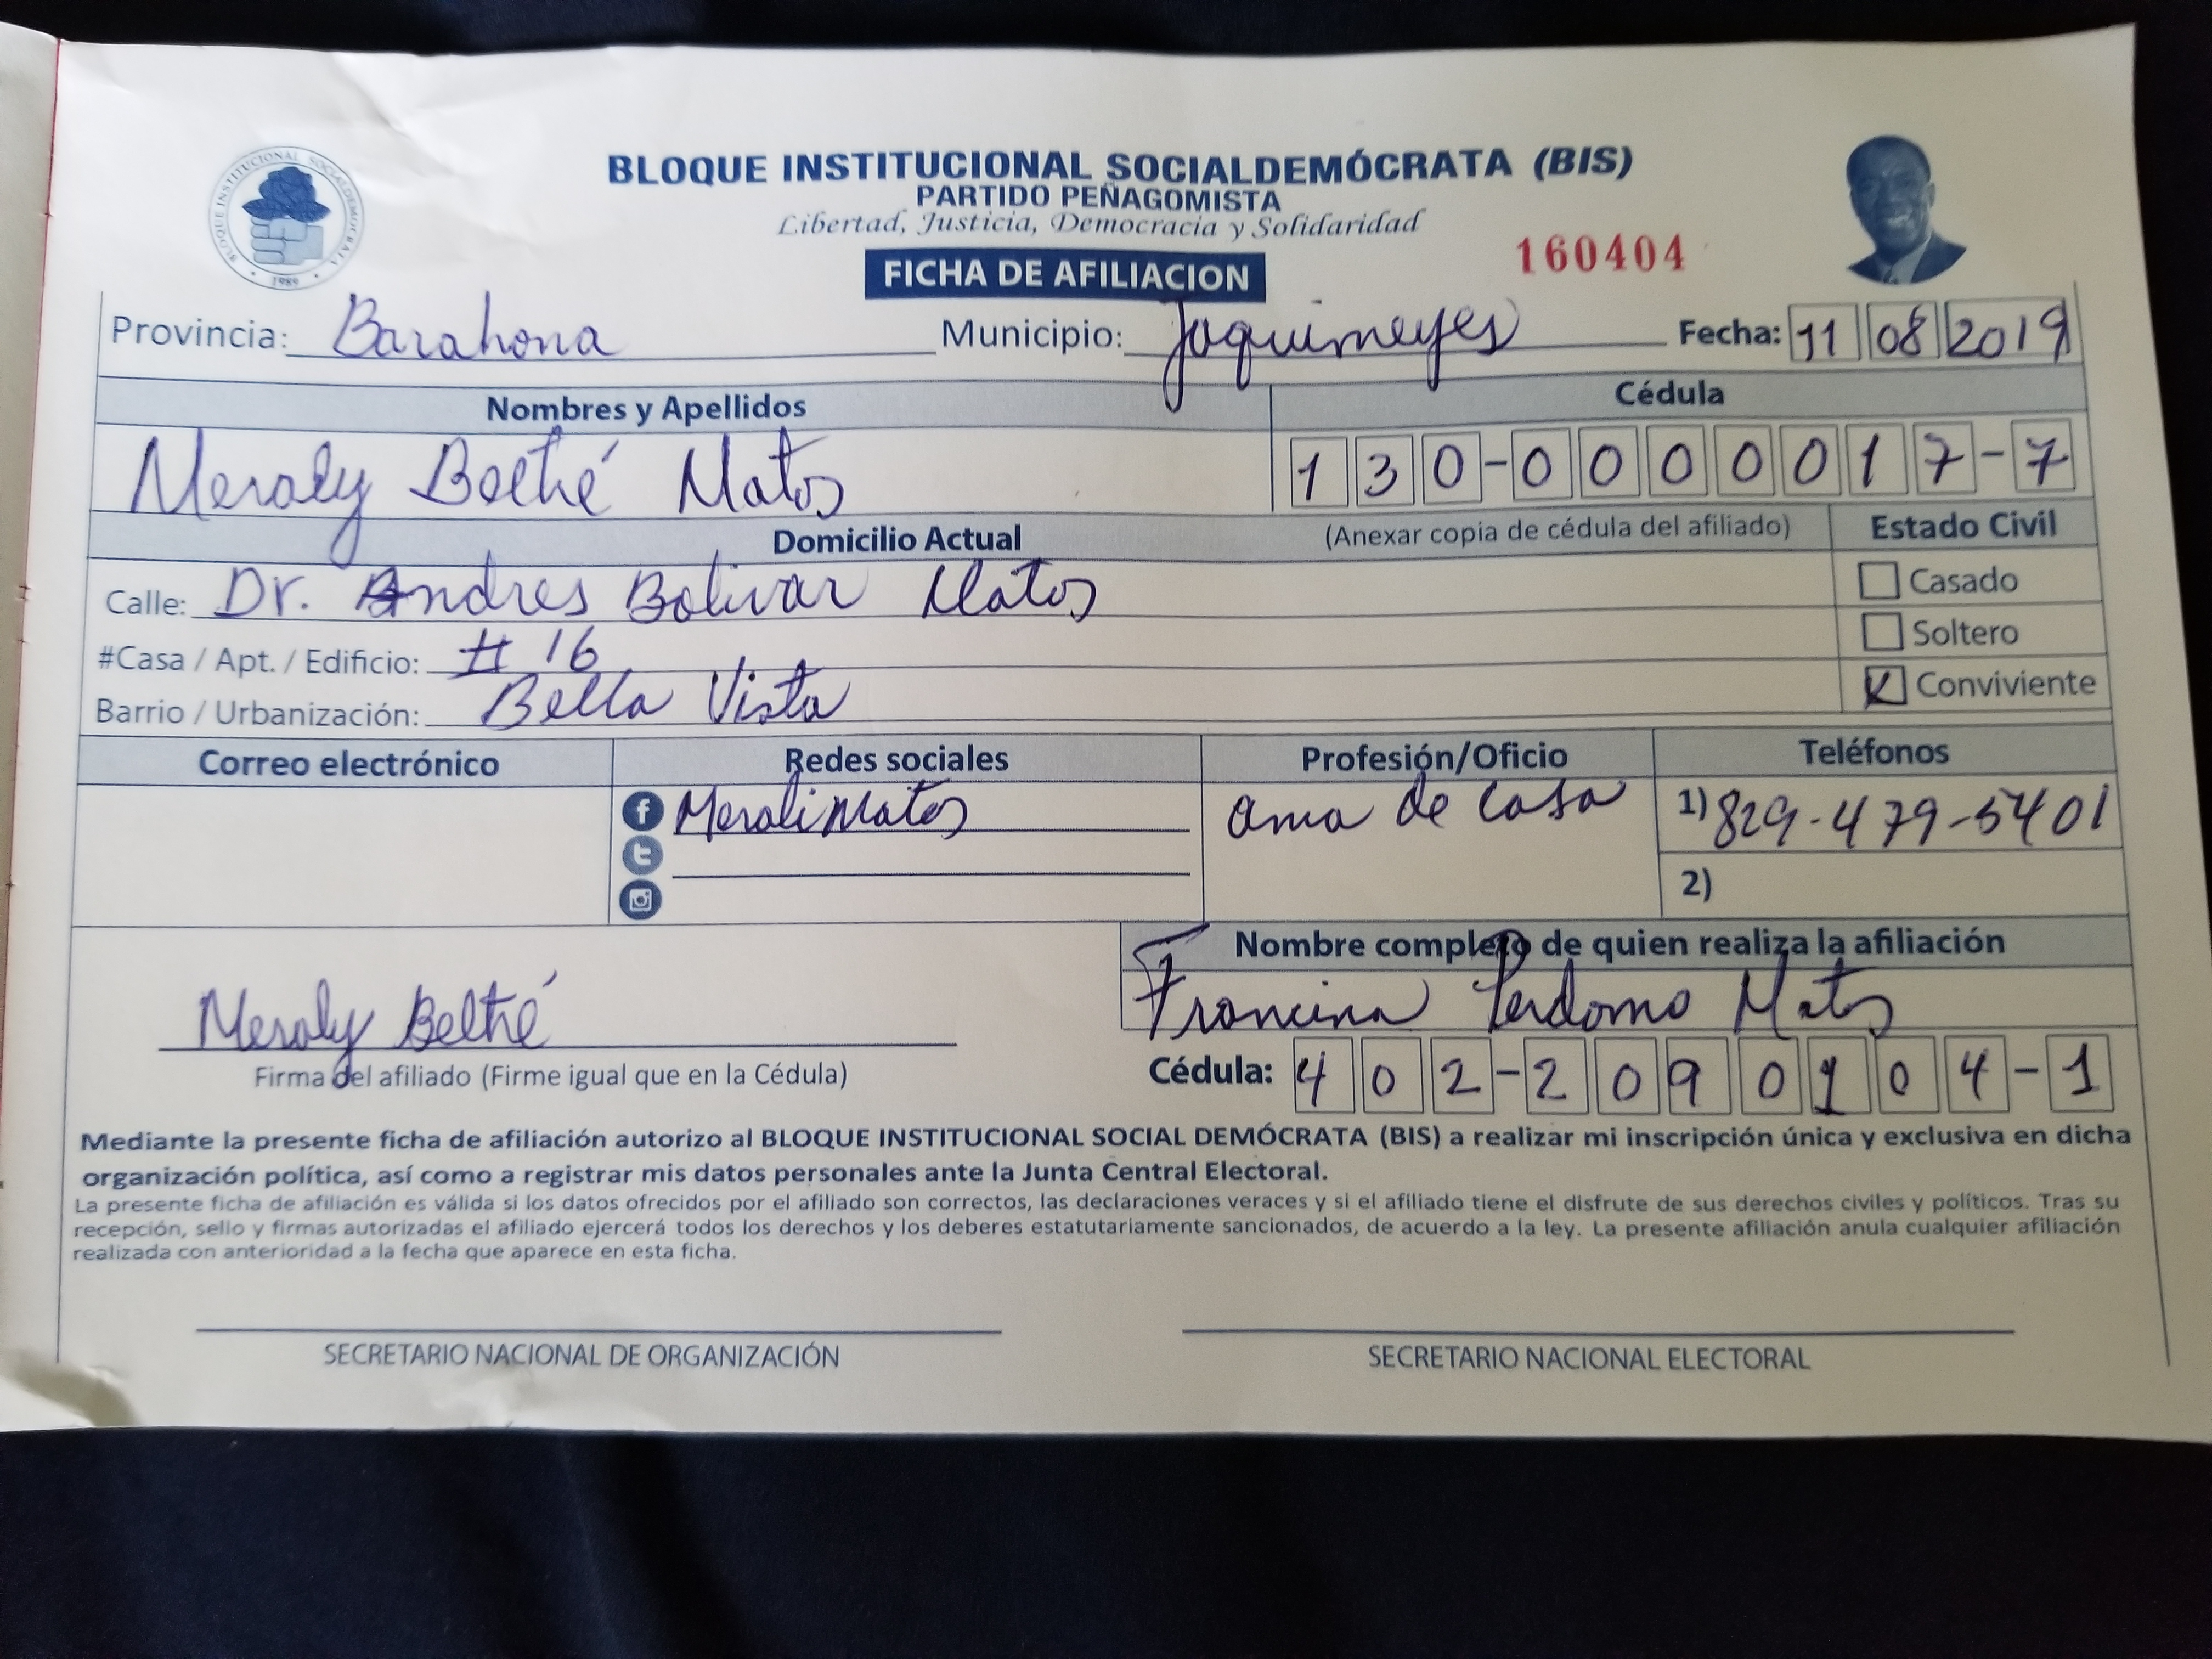 BLOQUE INSTITUCIONAL SOCIALDEMÓCRATA
1989
BLOQUE INSTITUCIONAL SOCIALDEMÓCRATA (BIS)
PARTIDO PEÑAGOMISTA
Libertad, Justicia, Democracia y Solidaridad
FICHA DE AFILIACION
160404
Provincia: Barahona Municipio: Jaquimeyes Fecha: 11 08 2019
Nombres y Apellidos Cédula
Meraly Belthé Matos 130-0000017-7
Domicilio Actual (Anexar copia de cédula del afiliado) Estado Civil
Calle: Dr. Andres Bolivar Matos Casado
#Casa / Apt. / Edificio: # 16 Soltero
Barrio / Urbanización: Bella Vista Conviviente
Correo electrónico Redes sociales Profesión/Oficio Teléfonos
Merali Matos ama de casa 1) 829-479-5401
2)
Nombre completo de quien realiza la afiliación
Meraly Belthé Francina Perdomo Matos
Firma del afiliado (Firme igual que en la Cédula) Cédula: 402-2090104-1
Mediante la presente ficha de afiliación autorizo al BLOQUE INSTITUCIONAL SOCIAL DEMÓCRATA (BIS) a realizar mi inscripción única y exclusiva en dicha
organización política, así como a registrar mis datos personales ante la Junta Central Electoral.
La presente ficha de afiliación es válida si los datos ofrecidos por el afiliado son correctos, las declaraciones veraces y si el afiliado tiene el disfrute de sus derechos civiles y políticos. Tras su
recepción, sello y firmas autorizadas el afiliado ejercerá todos los derechos y los deberes estatutariamente sancionados, de acuerdo a la ley. La presente afiliación anula cualquier afiliación
realizada con anterioridad a la fecha que aparece en esta ficha.
SECRETARIO NACIONAL DE ORGANIZACIÓN SECRETARIO NACIONAL ELECTORAL